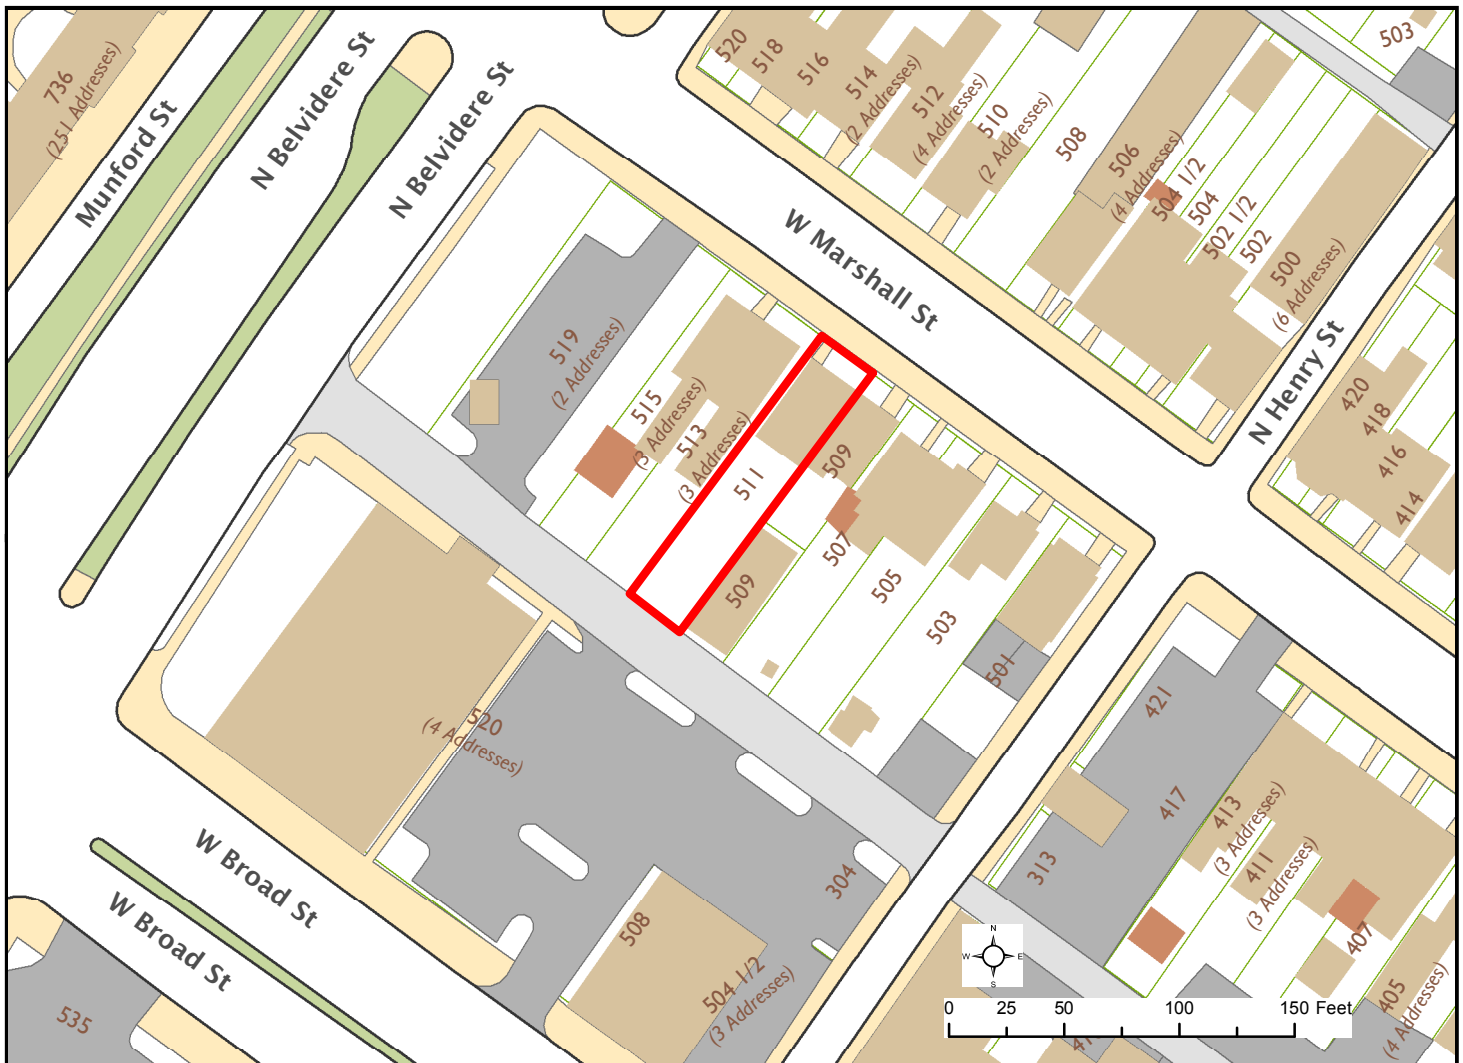 736
(251 Addresses)
Munford St
N Belvidere St
N Belvidere St
520
518
516
514
(2 Addresses)
512
(4 Addresses)
510
(2 Addresses)
508
506
(4 Addresses)
504 1/2
504
502 1/2
502
500
(6 Addresses)
503
W Marshall St
N Henry St
519
(2 Addresses)
515
(3 Addresses)
513
(3 Addresses)
511
509
509
507
505
503
501
420
418
416
414
421
417
413
(3 Addresses)
411
(3 Addresses)
407
405
(4 Addresses)
313
304
520
(4 Addresses)
508
504 1/2
(3 Addresses)
W Broad St
W Broad St
535
N
W
E
S
0 25 50 100 150 Feet